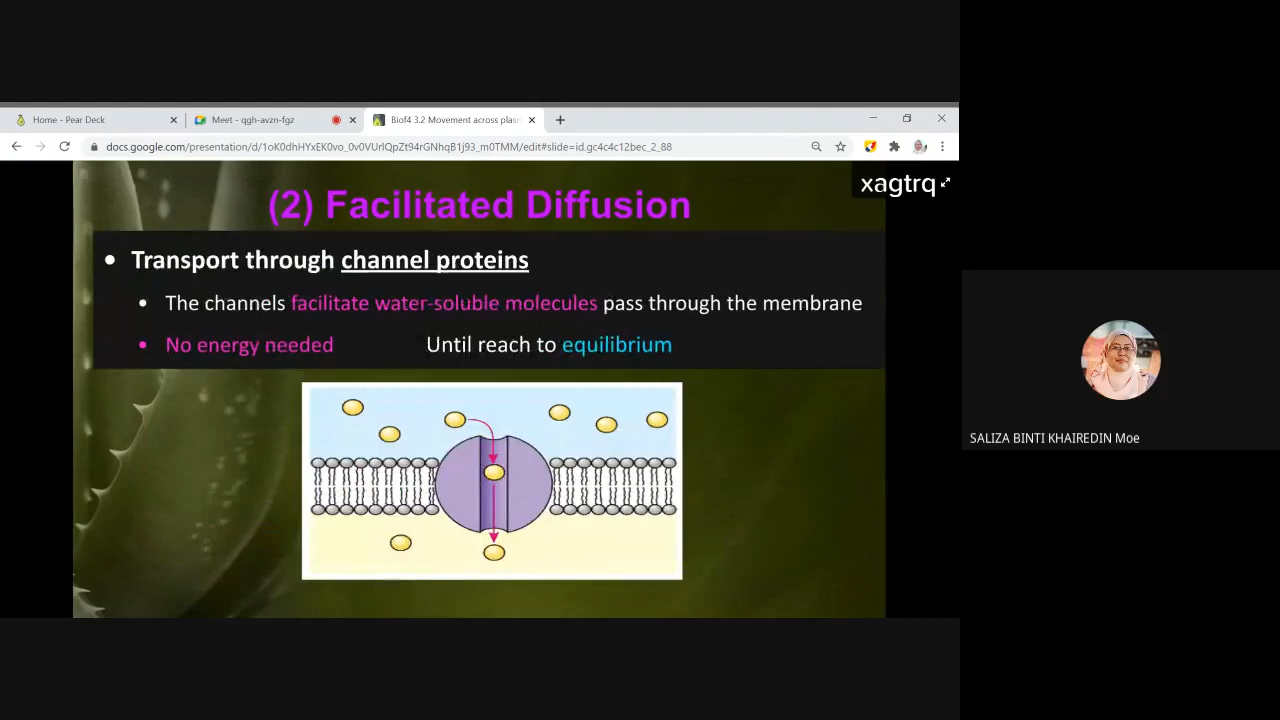 Home - Pear Deck
Meet - qgh-avzn-fgz
Biof4 3.2 Movement across plas
docs.google.com/presentation/d/1oK0dhHYxEK0vo_0v0VUrlQpZt94rGNhqB1j93_m0TMM/edit#slide=id.gc4c4c12bec_2_88
xagtrq
(2) Facilitated Diffusion
• Transport through channel proteins
• The channels facilitate water-soluble molecules pass through the membrane
• No energy needed Until reach to equilibrium
SALIZA BINTI KHAIREDIN Moe